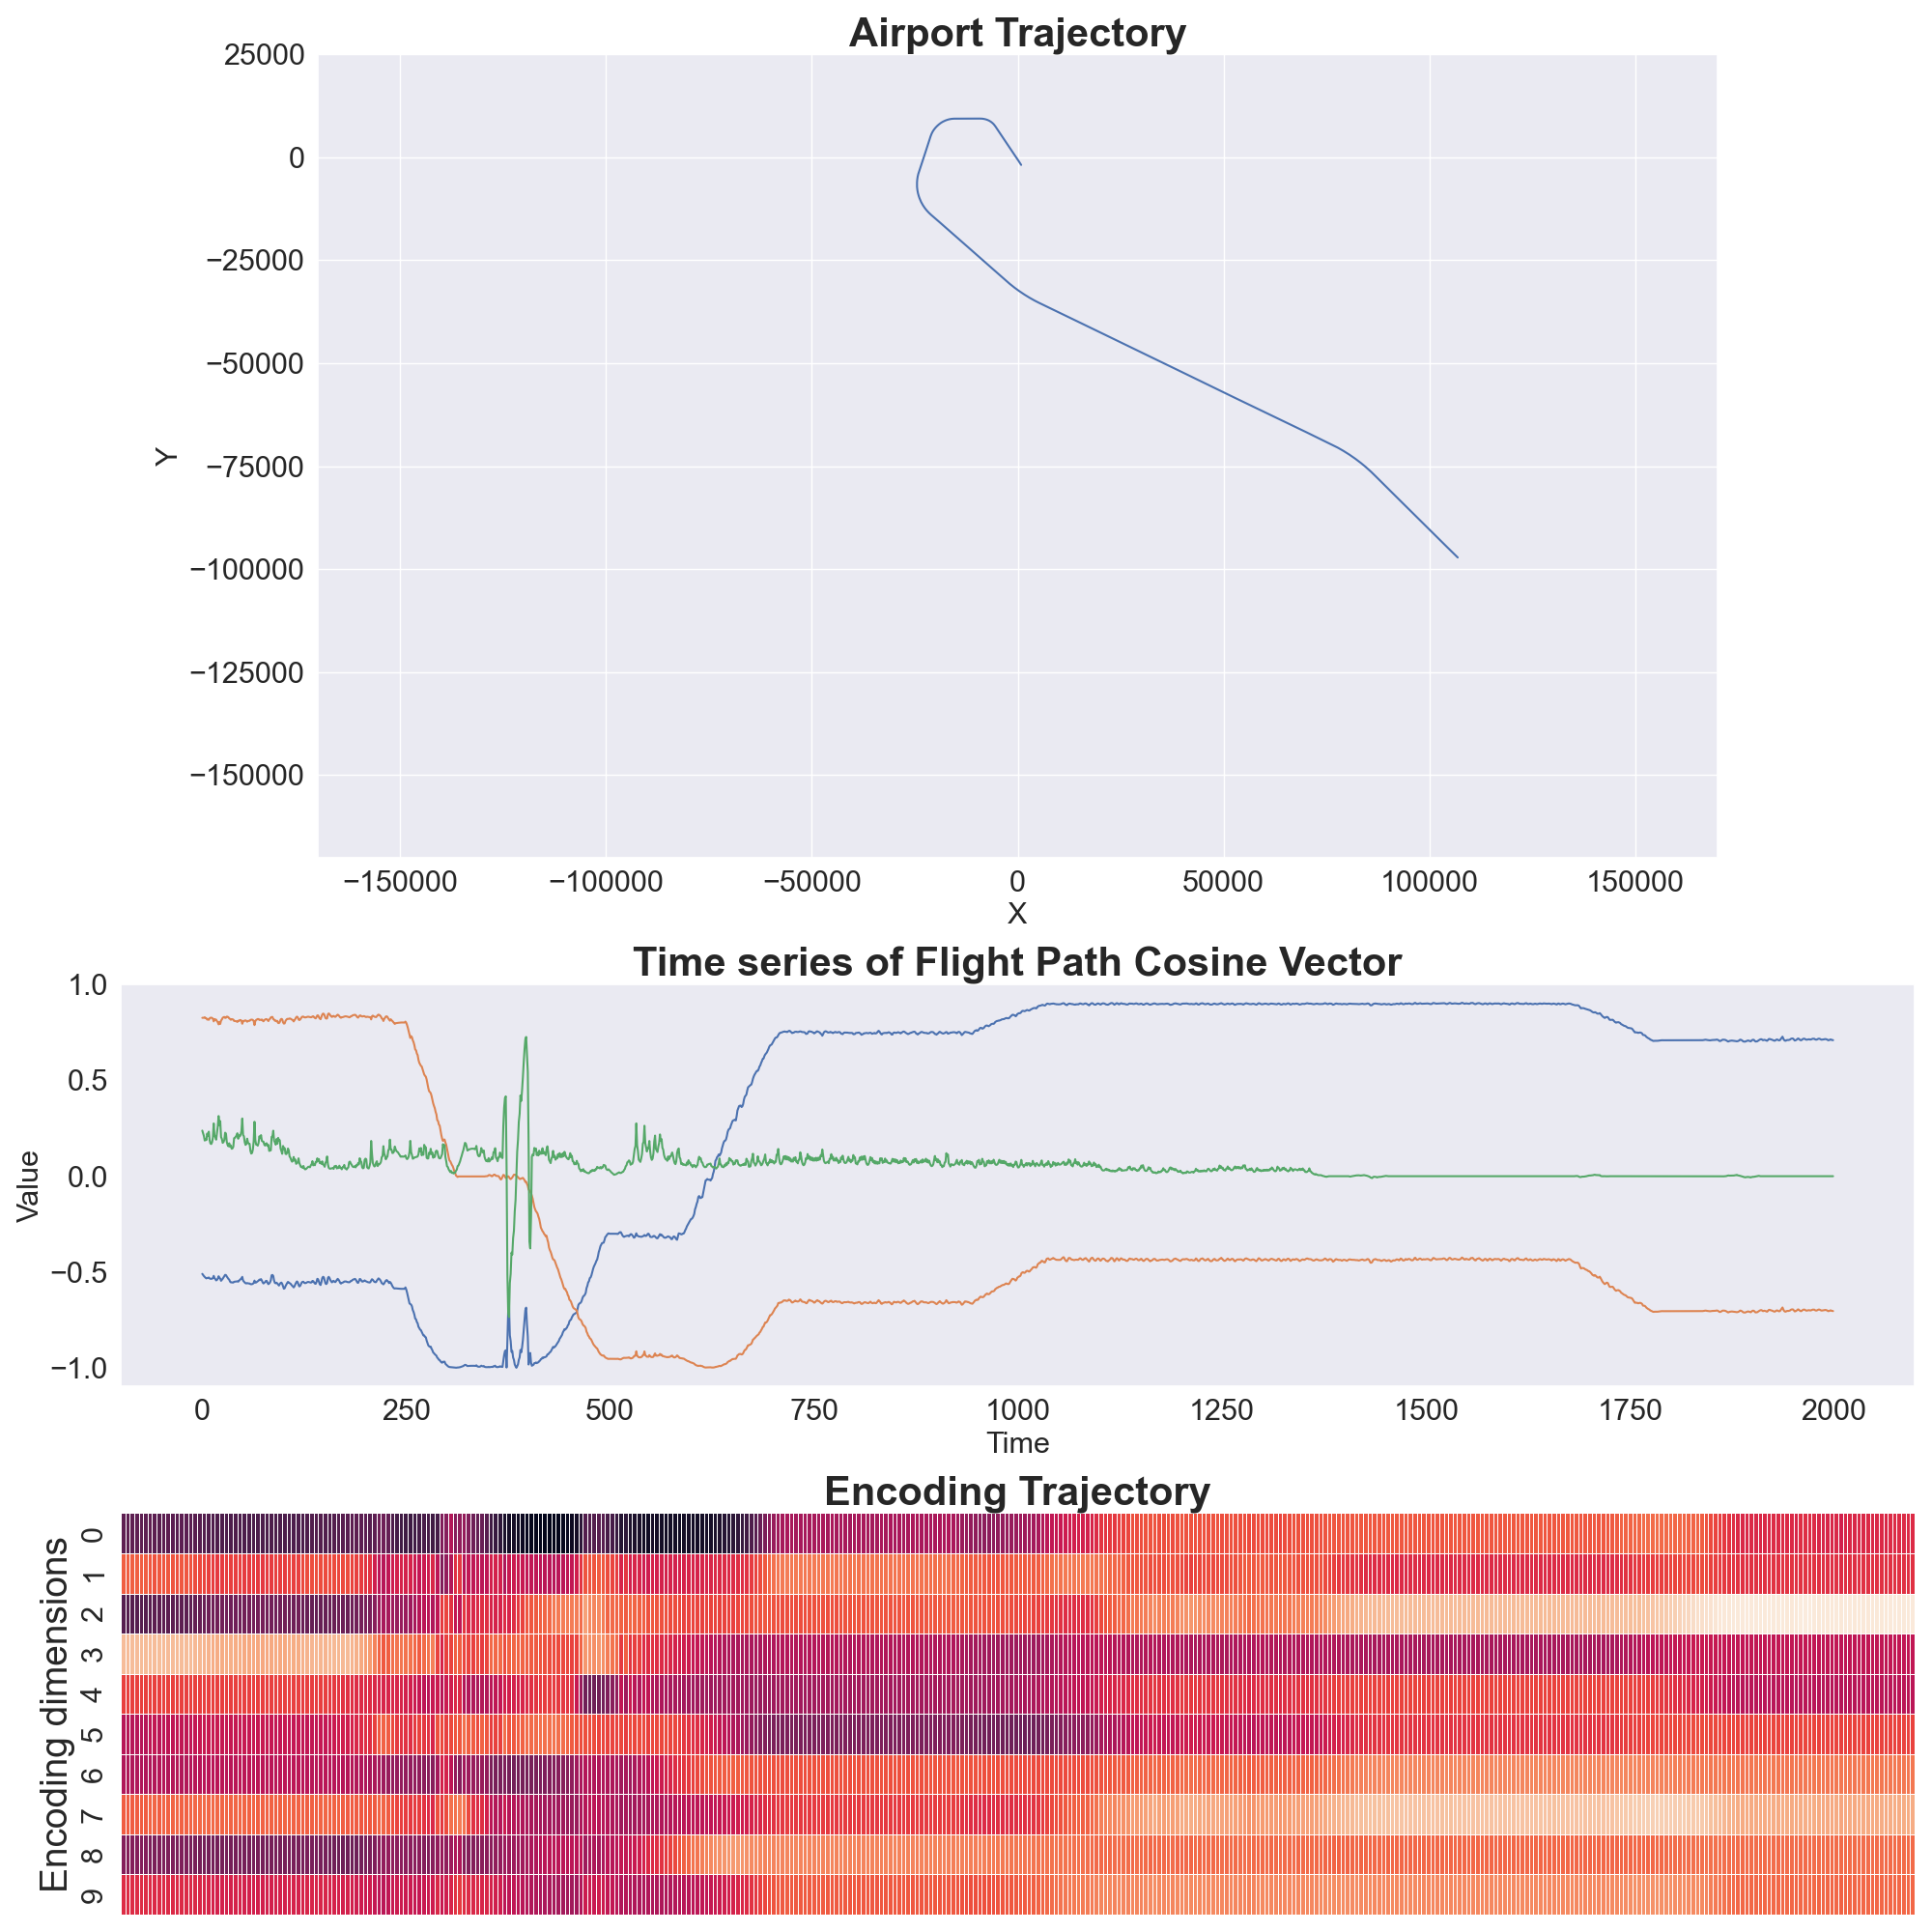 Airport Trajectory
25000
0
−25000
−50000
−75000
−100000
−125000
−150000
Y
−150000 −100000 −50000 0 50000 100000 150000
X
Time series of Flight Path Cosine Vector
1.0
0.5
0.0
−0.5
−1.0
Value
0 250 500 750 1000 1250 1500 1750 2000
Time
Encoding Trajectory
Encoding dimensions
0
1
2
3
4
5
6
7
8
9